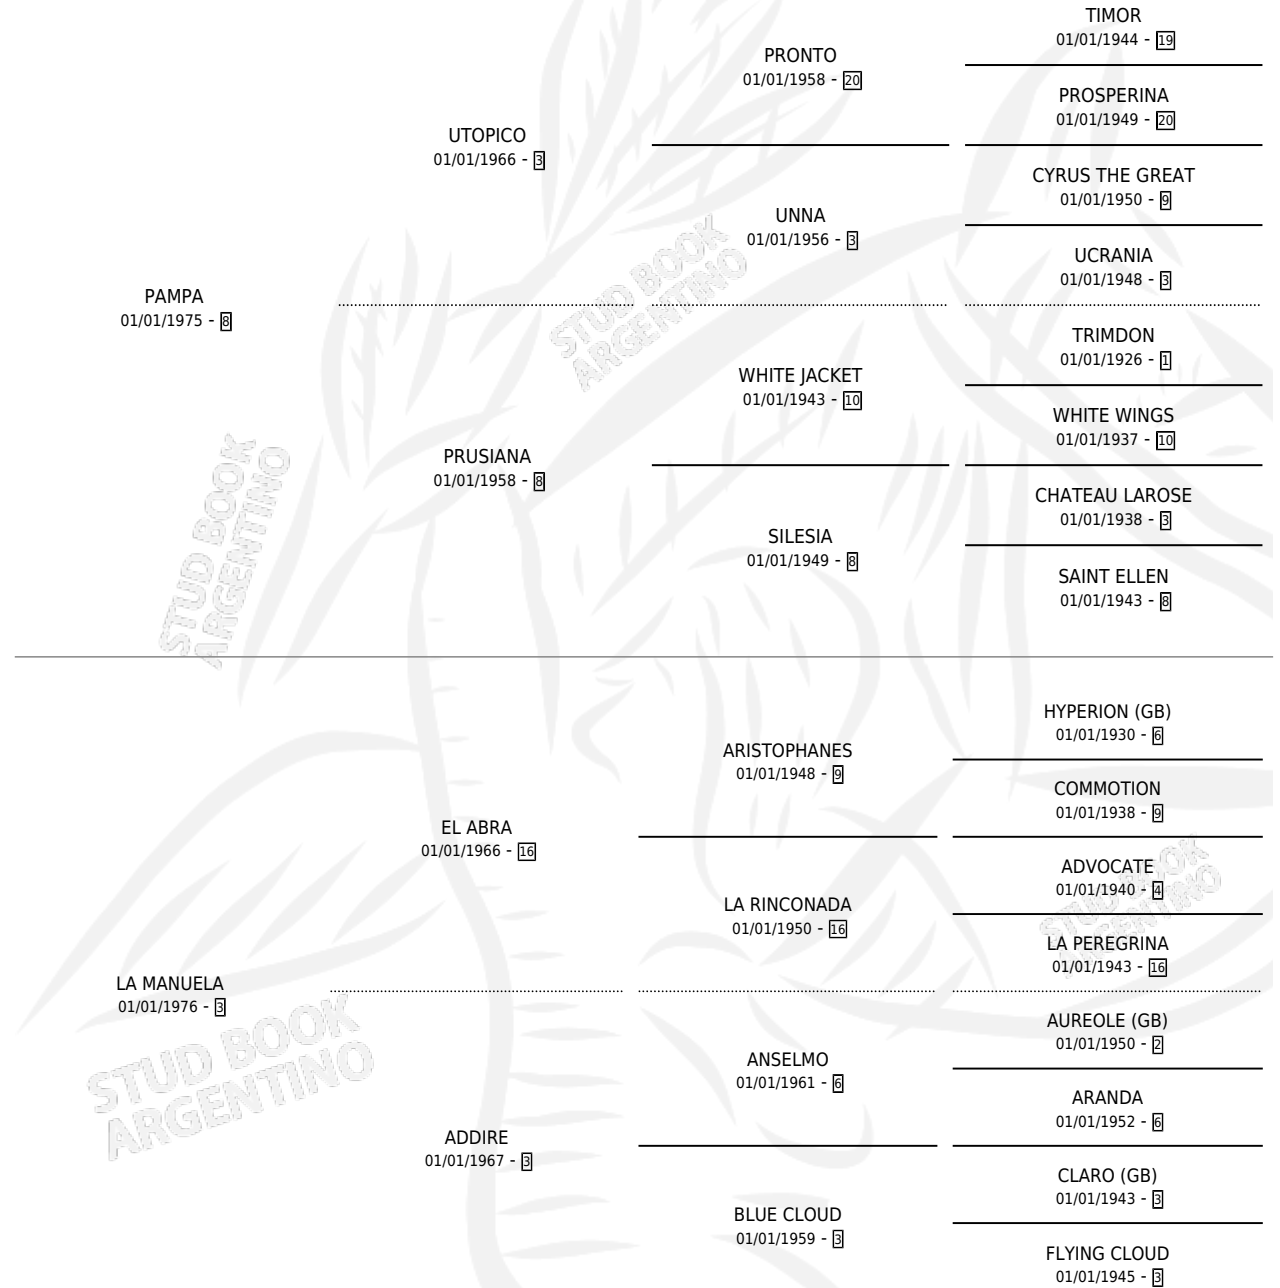 TIMOR
01/01/1944 - 19
PRONTO
01/01/1958 - 20
PROSPERINA
01/01/1949 - 20
UTOPICO
01/01/1966 - 3
CYRUS THE GREAT
01/01/1950 - 9
UNNA
01/01/1956 - 3
UCRANIA
01/01/1948 - 3
PAMPA
01/01/1975 - 8
STUD BOOK
ARGENTINO
TRIMDON
01/01/1926 - 1
WHITE JACKET
01/01/1943 - 10
WHITE WINGS
01/01/1937 - 10
PRUSIANA
01/01/1958 - 8
CHATEAU LAROSE
01/01/1938 - 3
SILESIA
01/01/1949 - 8
SAINT ELLEN
01/01/1943 - 8
STUD BOOK
ARGENTINO
HYPERION (GB)
01/01/1930 - 6
ARISTOPHANES
01/01/1948 - 9
COMMOTION
01/01/1938 - 9
EL ABRA
01/01/1966 - 16
ADVOCATE
01/01/1940 - 4
LA RINCONADA
01/01/1950 - 16
STUD BOOK
ARGENTINO
LA PEREGRINA
01/01/1943 - 16
LA MANUELA
01/01/1976 - 3
AUREOLE (GB)
01/01/1950 - 2
ANSELMO
01/01/1961 - 6
STUD BOOK
ARGENTINO
ARANDA
01/01/1952 - 6
ADDIRE
01/01/1967 - 3
CLARO (GB)
01/01/1943 - 3
BLUE CLOUD
01/01/1959 - 3
FLYING CLOUD
01/01/1945 - 3